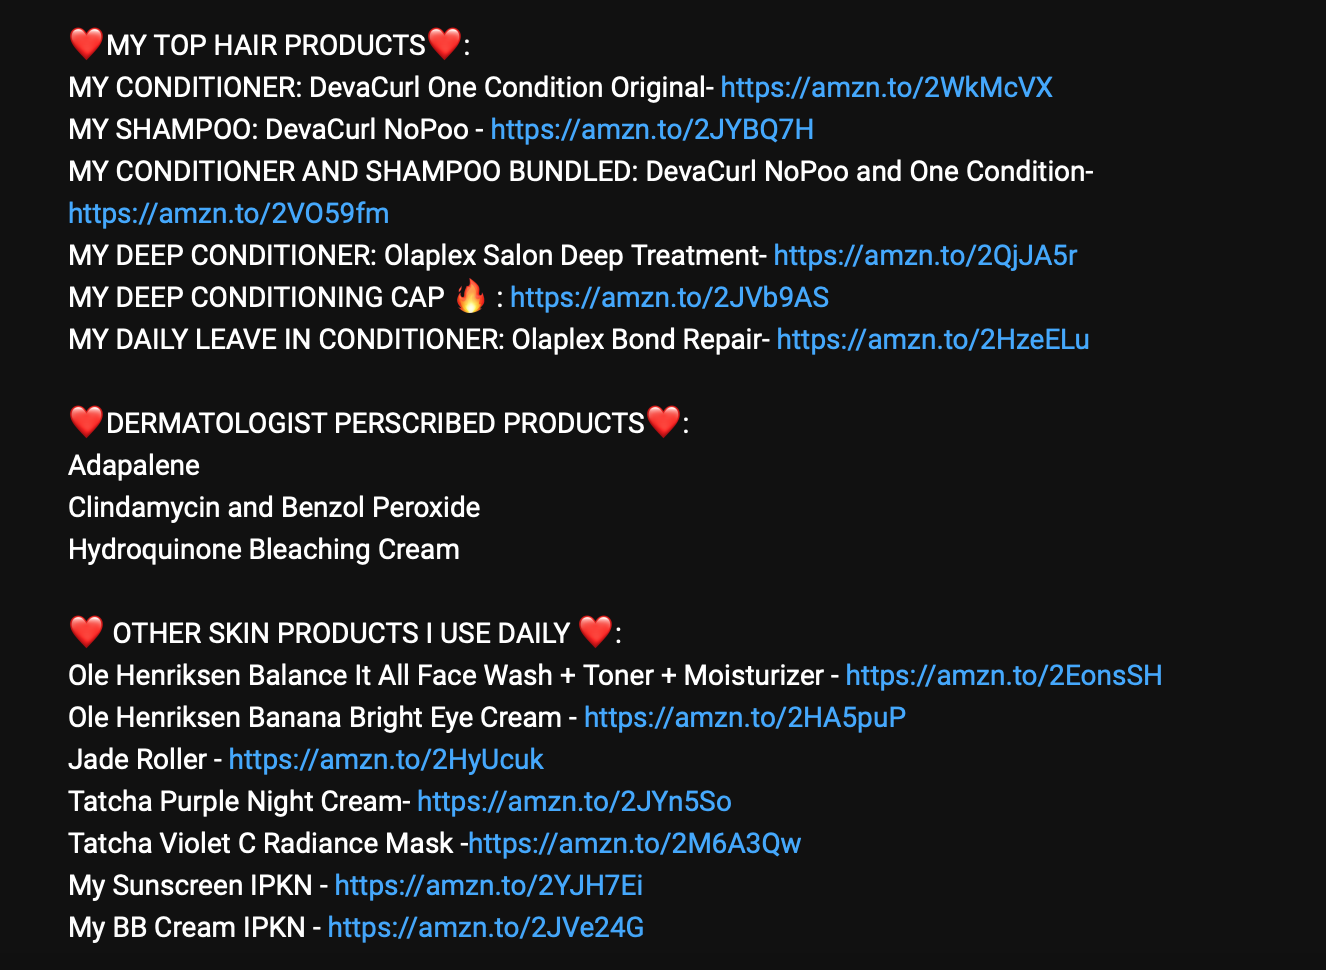 ❤️MY TOP HAIR PRODUCTS❤️:
MY CONDITIONER: DevaCurl One Condition Original- https://amzn.to/2WkMcVX
MY SHAMPOO: DevaCurl NoPoo - https://amzn.to/2JYBQ7H
MY CONDITIONER AND SHAMPOO BUNDLED: DevaCurl NoPoo and One Condition-
https://amzn.to/2VO59fm
MY DEEP CONDITIONER: Olaplex Salon Deep Treatment- https://amzn.to/2QjJA5r
MY DEEP CONDITIONING CAP 🔥 : https://amzn.to/2JVb9AS
MY DAILY LEAVE IN CONDITIONER: Olaplex Bond Repair- https://amzn.to/2HzeELu
❤️DERMATOLOGIST PERSCRIBED PRODUCTS❤️:
Adapalene
Clindamycin and Benzol Peroxide
Hydroquinone Bleaching Cream
❤️ OTHER SKIN PRODUCTS I USE DAILY ❤️:
Ole Henriksen Balance It All Face Wash + Toner + Moisturizer - https://amzn.to/2EonsSH
Ole Henriksen Banana Bright Eye Cream - https://amzn.to/2HA5puP
Jade Roller - https://amzn.to/2HyUcuk
Tatcha Purple Night Cream- https://amzn.to/2JYn5So
Tatcha Violet C Radiance Mask -https://amzn.to/2M6A3Qw
My Sunscreen IPKN - https://amzn.to/2YJH7Ei
My BB Cream IPKN - https://amzn.to/2JVe24G